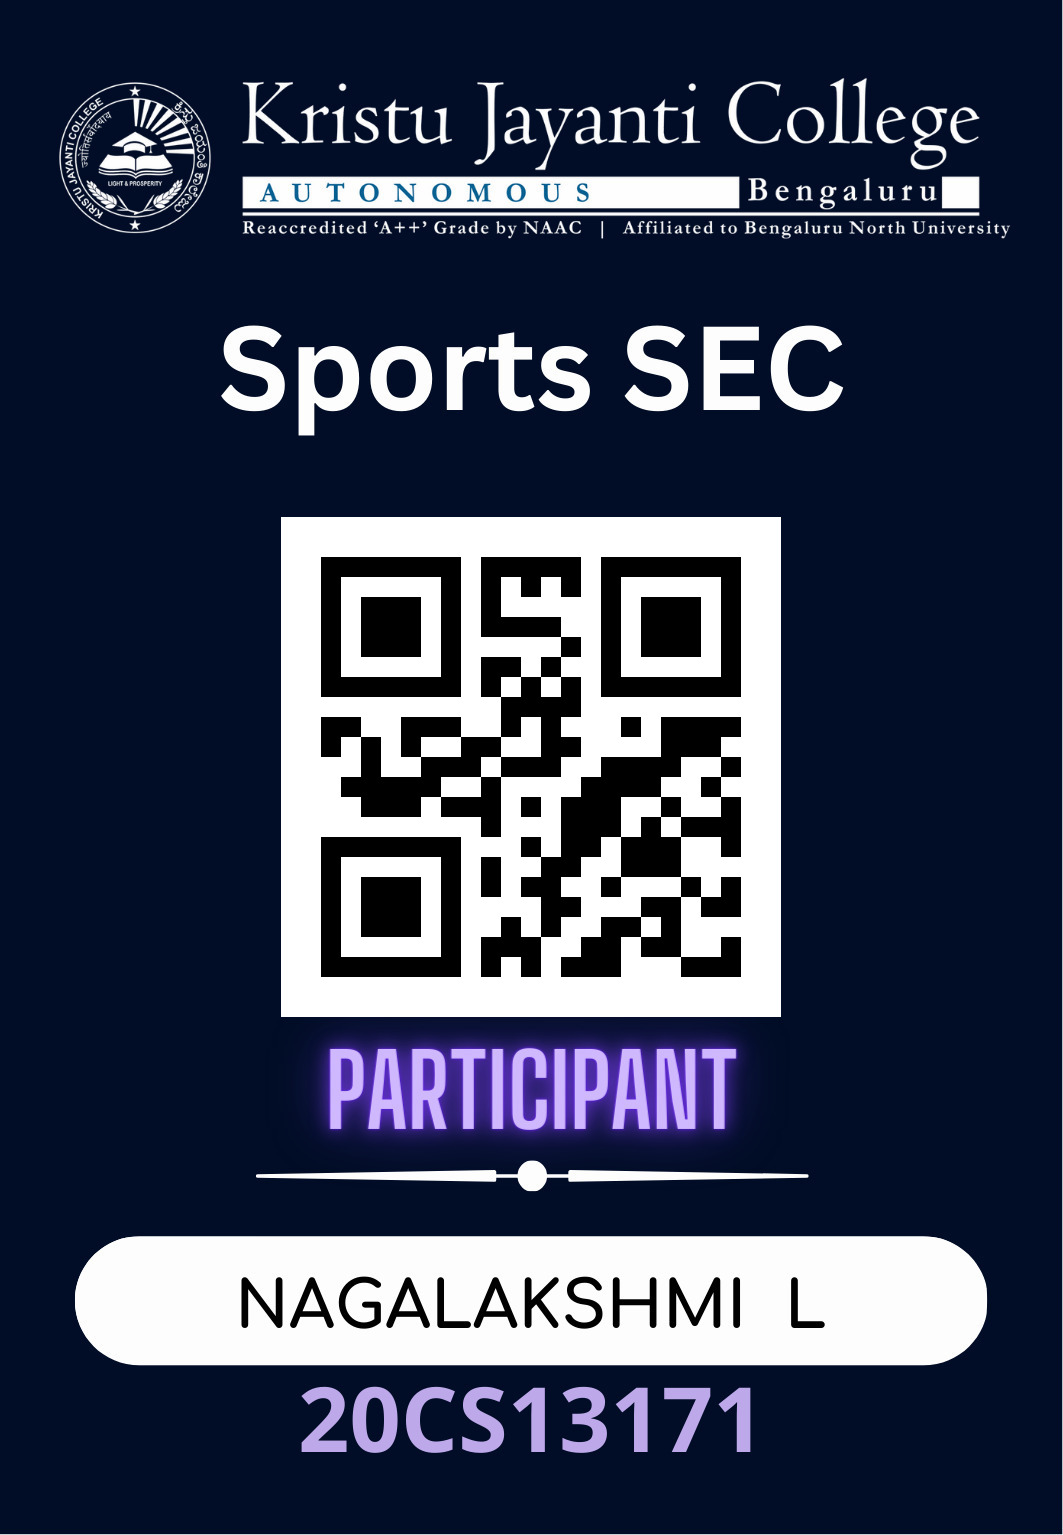 Kristu Jayanti College
AUTONOMOUS Bengaluru
Reaccredited ‘A++’ Grade by NAAC | Affiliated to Bengaluru North University
KRISTU JAYANTI COLLEGE
ಕ್ರಿಸ್ತು ಜಯಂತಿ ಕಾಲೇಜು
LIGHT & PROSPERITY
Sports SEC
PARTICIPANT
NAGALAKSHMI L
20CS13171